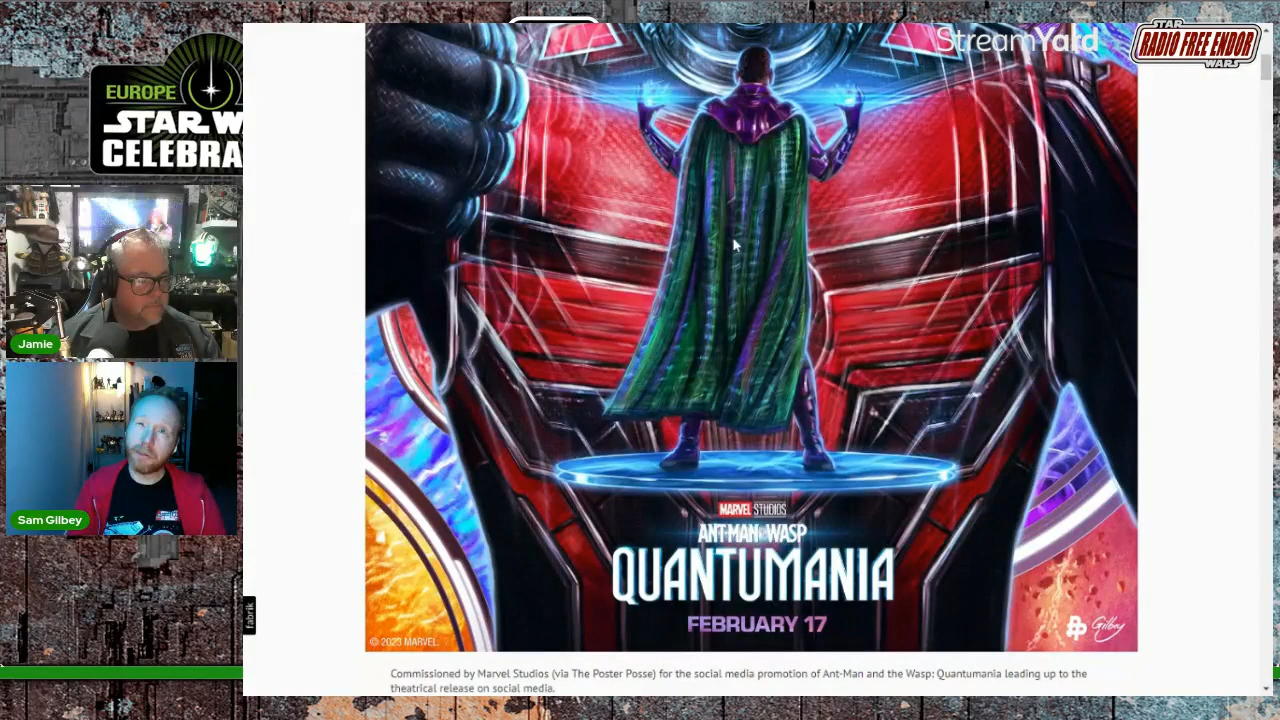 StreamYard
STAR
RADIO FREE ENDOR
WARS
EUROPE
STAR W
CELEBRA
Jamie
Sam Gilbey
MARVEL STUDIOS
ANT-MAN AND THE WASP
QUANTUMANIA
FEBRUARY 17
© 2023 MARVEL.
Gilbey
fabrik
Commissioned by Marvel Studios (via The Poster Posse) for the social media promotion of Ant-Man and the Wasp: Quantumania leading up to the
theatrical release on social media.